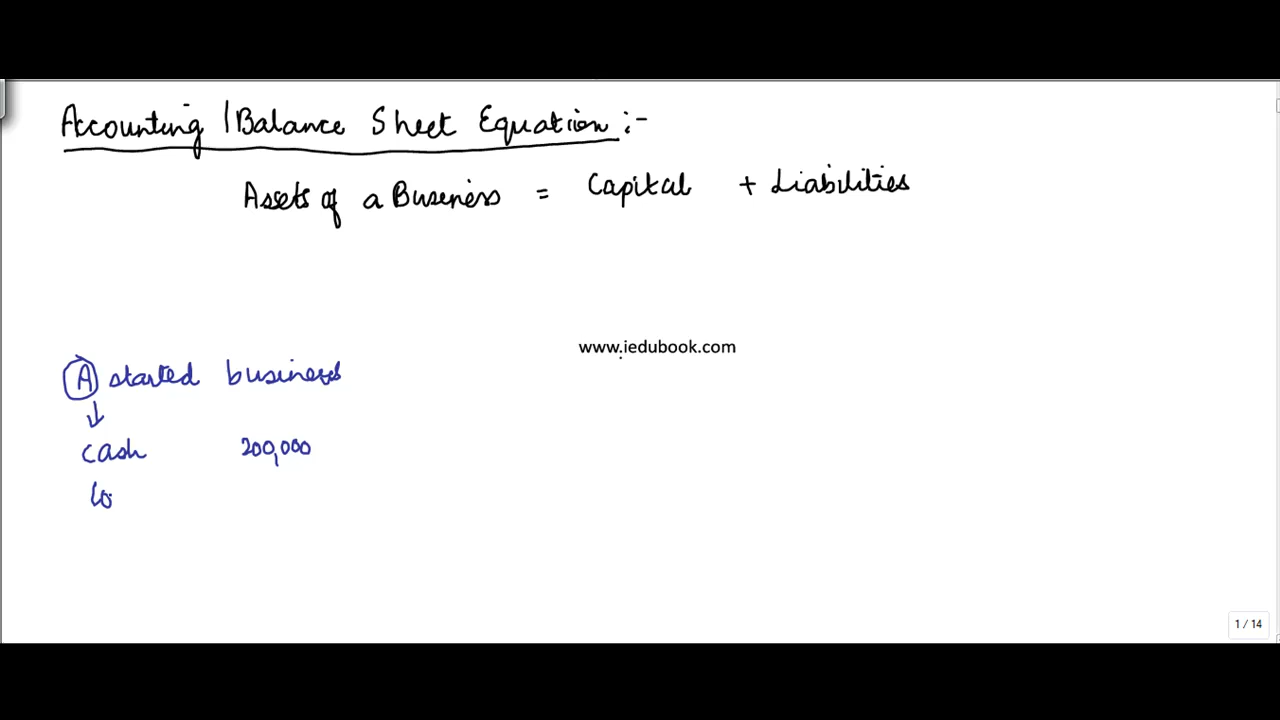 Accounting | Balance Sheet Equation :-
Assets of a Business = Capital + Liabilities
www.iedubook.com
A started business
cash 200,000
1 / 14